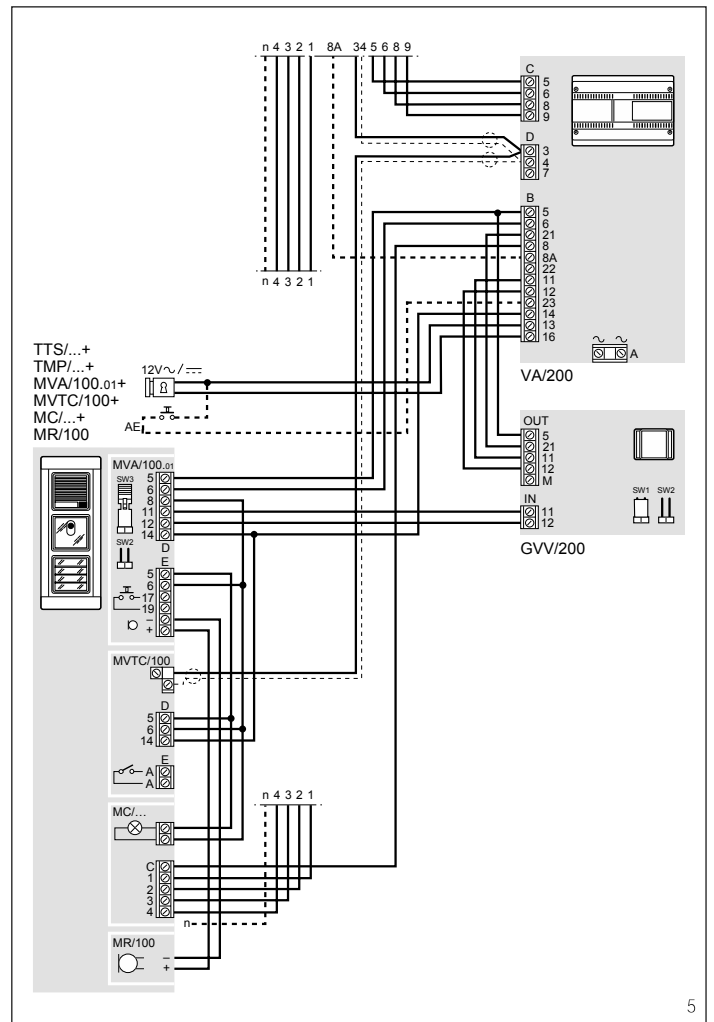 n 4 3 2 1 8A 34 5 6 8 9
C
5
6
8
9
D
3
4
7
B
5
6
21
8
8A
22
11
12
23
14
13
16
A
VA/200
n 4 3 2 1
TTS/...+
TMP/...+
MVA/100.01+
MVTC/100+
MC/...+
MR/100
12V~/
AE
OUT
5
21
11
12
M
IN
11
12
SW1 SW2
GVV/200
MVA/100.01
SW3
SW2
5
6
8
11
12
14
D
E
5
6
17
19
–
+
MVTC/100
D
5
6
14
E
A
A
MC/...
n 4 3 2 1
C
1
2
3
4
n
MR/100
–
+
5